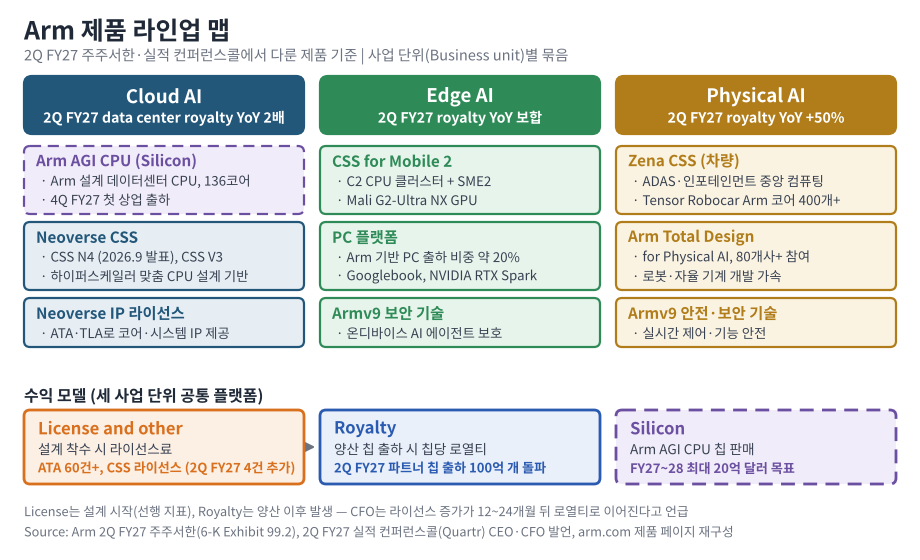 Arm 제품 라인업 맵
2Q FY27 주주서한·실적 컨퍼런스콜에서 다룬 제품 기준 | 사업 단위(Business unit)별 묶음
Cloud AI
2Q FY27 data center royalty YoY 2배
Arm AGI CPU (Silicon)
· Arm 설계 데이터센터 CPU, 136코어
· 4Q FY27 첫 상업 출하
Neoverse CSS
· CSS N4 (2026.9 발표), CSS V3
· 하이퍼스케일러 맞춤 CPU 설계 기반
Neoverse IP 라이선스
· ATA·TLA로 코어·시스템 IP 제공
Edge AI
2Q FY27 royalty YoY 보합
CSS for Mobile 2
· C2 CPU 클러스터 + SME2
· Mali G2-Ultra NX GPU
PC 플랫폼
· Arm 기반 PC 출하 비중 약 20%
· Googlebook, NVIDIA RTX Spark
Armv9 보안 기술
· 온디바이스 AI 에이전트 보호
Physical AI
2Q FY27 royalty YoY +50%
Zena CSS (차량)
· ADAS·인포테인먼트 중앙 컴퓨팅
· Tensor Robocar Arm 코어 400개+
Arm Total Design
· for Physical AI, 80개사+ 참여
· 로봇·자율 기계 개발 가속
Armv9 안전·보안 기술
· 실시간 제어·기능 안전
수익 모델 (세 사업 단위 공통 플랫폼)
License and other
설계 착수 시 라이선스료
ATA 60건+, CSS 라이선스 (2Q FY27 4건 추가)
Royalty
양산 칩 출하 시 칩당 로열티
2Q FY27 파트너 칩 출하 100억 개 돌파
Silicon
Arm AGI CPU 칩 판매
FY27~28 최대 20억 달러 목표
License는 설계 시작(선행 지표), Royalty는 양산 이후 발생 — CFO는 라이선스 증가가 12~24개월 뒤 로열티로 이어진다고 언급
Source: Arm 2Q FY27 주주서한(6-K Exhibit 99.2), 2Q FY27 실적 컨퍼런스콜(Quartr) CEO·CFO 발언, arm.com 제품 페이지 재구성